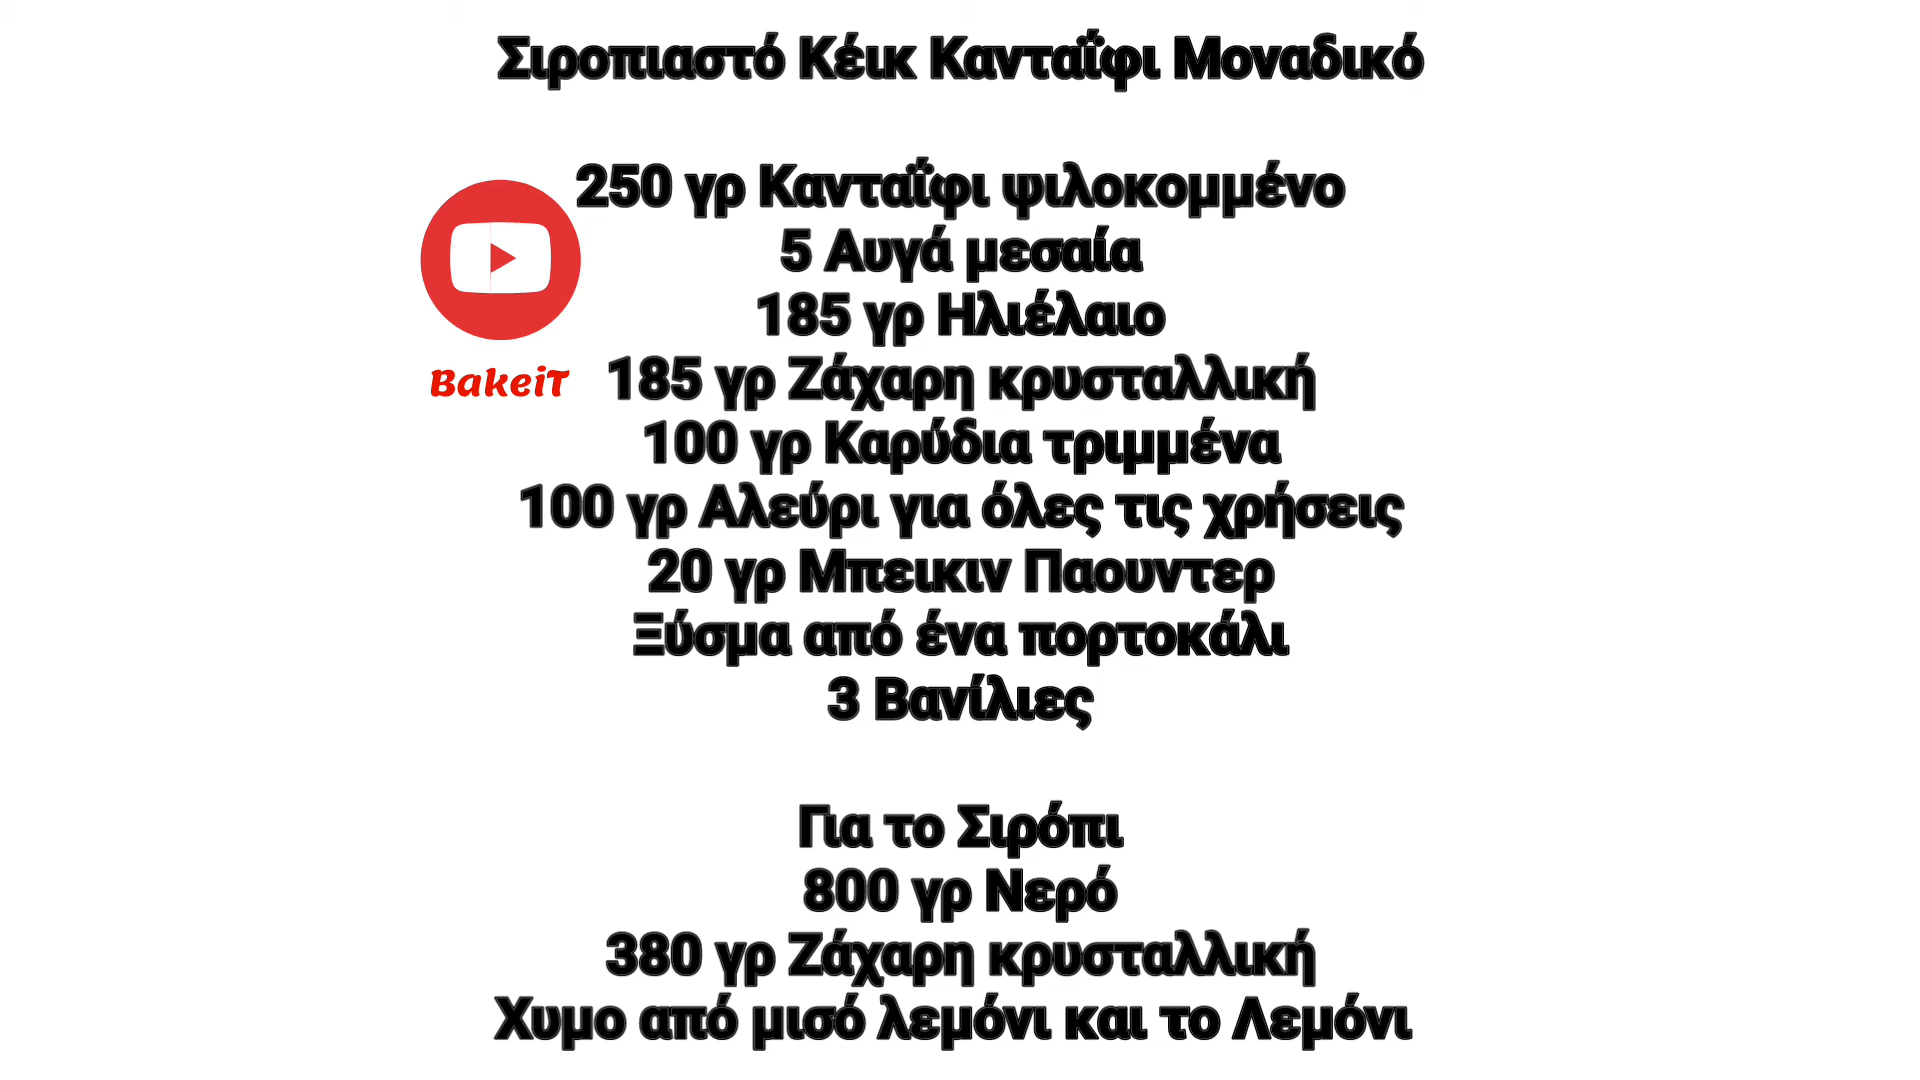 Σιροπιαστό Κέικ Κανταΐφι Μοναδικό
250 γρ Κανταΐφι ψιλοκομμένο
5 Αυγά μεσαία
185 γρ Ηλιέλαιο
185 γρ Ζάχαρη κρυσταλλική
100 γρ Καρύδια τριμμένα
100 γρ Αλεύρι για όλες τις χρήσεις
20 γρ Μπεικιν Παουντερ
Ξύσμα από ένα πορτοκάλι
3 Βανίλιες
BakeiT
Για το Σιρόπι
800 γρ Νερό
380 γρ Ζάχαρη κρυσταλλική
Χυμο από μισό λεμόνι και το Λεμόνι